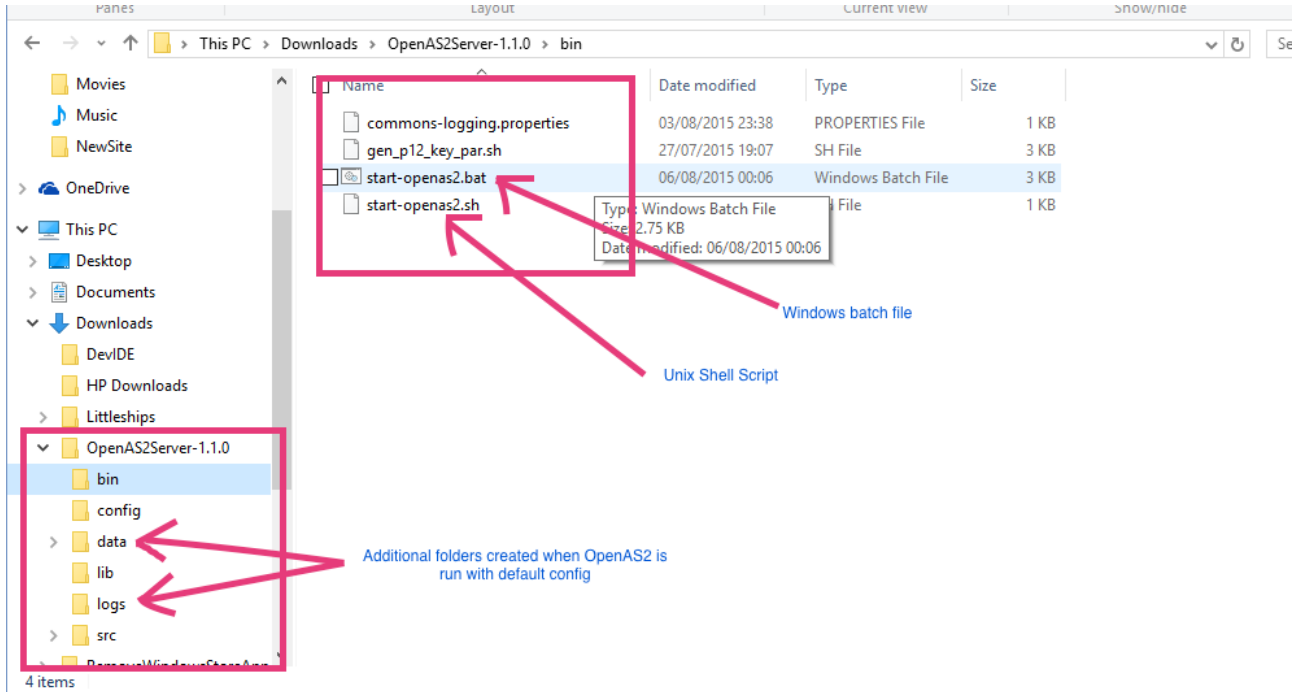 Panes Layout Current view Show/hide
This PC > Downloads > OpenAS2Server-1.1.0 > bin Se
Movies
Music
NewSite
OneDrive
This PC
Desktop
Documents
Downloads
DevIDE
HP Downloads
Littleships
OpenAS2Server-1.1.0
bin
config
data
lib
logs
src
RemoveWindowsStoreApp
4 items
Name Date modified Type Size
commons-logging.properties 03/08/2015 23:38 PROPERTIES File 1 KB
gen_p12_key_par.sh 27/07/2015 19:07 SH File 3 KB
start-openas2.bat 06/08/2015 00:06 Windows Batch File 3 KB
start-openas2.sh File 1 KB
Type: Windows Batch File
Size: 2.75 KB
Date modified: 06/08/2015 00:06
Windows batch file
Unix Shell Script
Additional folders created when OpenAS2 is
run with default config